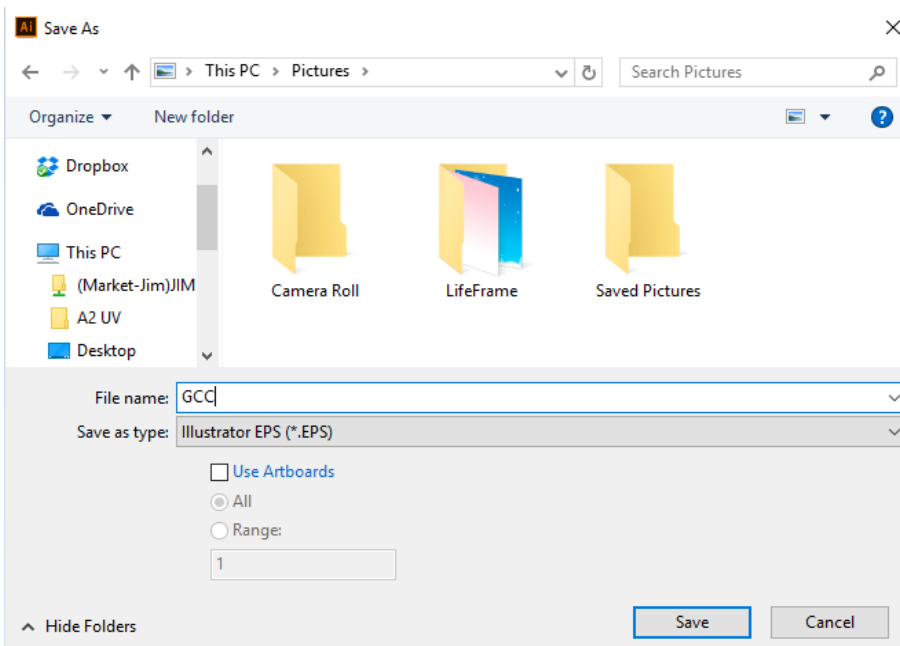 Ai Save As
This PC > Pictures >
Search Pictures
Organize
New folder
?
Dropbox
OneDrive
This PC
(Market-Jim)JIM
A2 UV
Desktop
Camera Roll
LifeFrame
Saved Pictures
File name: GCC
Save as type: Illustrator EPS (*.EPS)
Use Artboards
All
Range:
1
Hide Folders
Save
Cancel